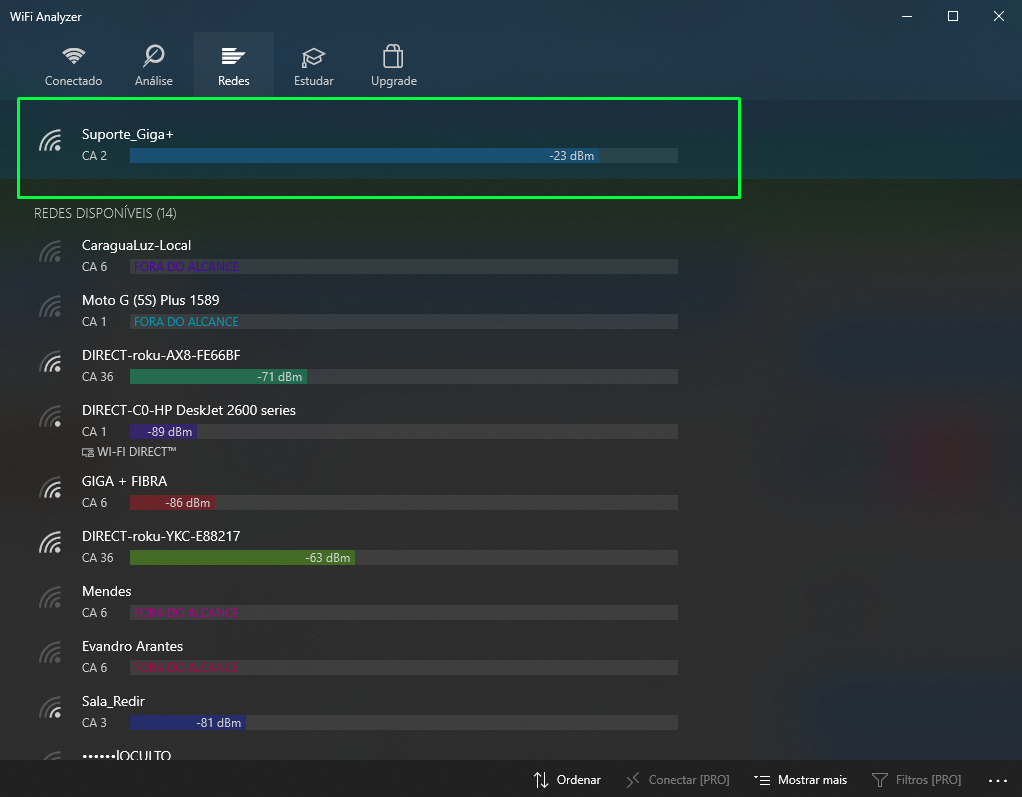 WiFi Analyzer
Conectado
Análise
Redes
Estudar
Upgrade
Suporte_Giga+
CA 2
-23 dBm
REDES DISPONÍVEIS (14)
CaraguaLuz-Local
CA 6
FORA DO ALCANCE
Moto G (5S) Plus 1589
CA 1
FORA DO ALCANCE
DIRECT-roku-AX8-FE66BF
CA 36
-71 dBm
DIRECT-C0-HP DeskJet 2600 series
CA 1
-89 dBm
WI-FI DIRECT™
GIGA + FIBRA
CA 6
-86 dBm
DIRECT-roku-YKC-E88217
CA 36
-63 dBm
Mendes
CA 6
FORA DO ALCANCE
Evandro Arantes
CA 6
FORA DO ALCANCE
Sala_Redir
CA 3
-81 dBm
••••••|OCULTO
Ordenar
Conectar [PRO]
Mostrar mais
Filtros [PRO]